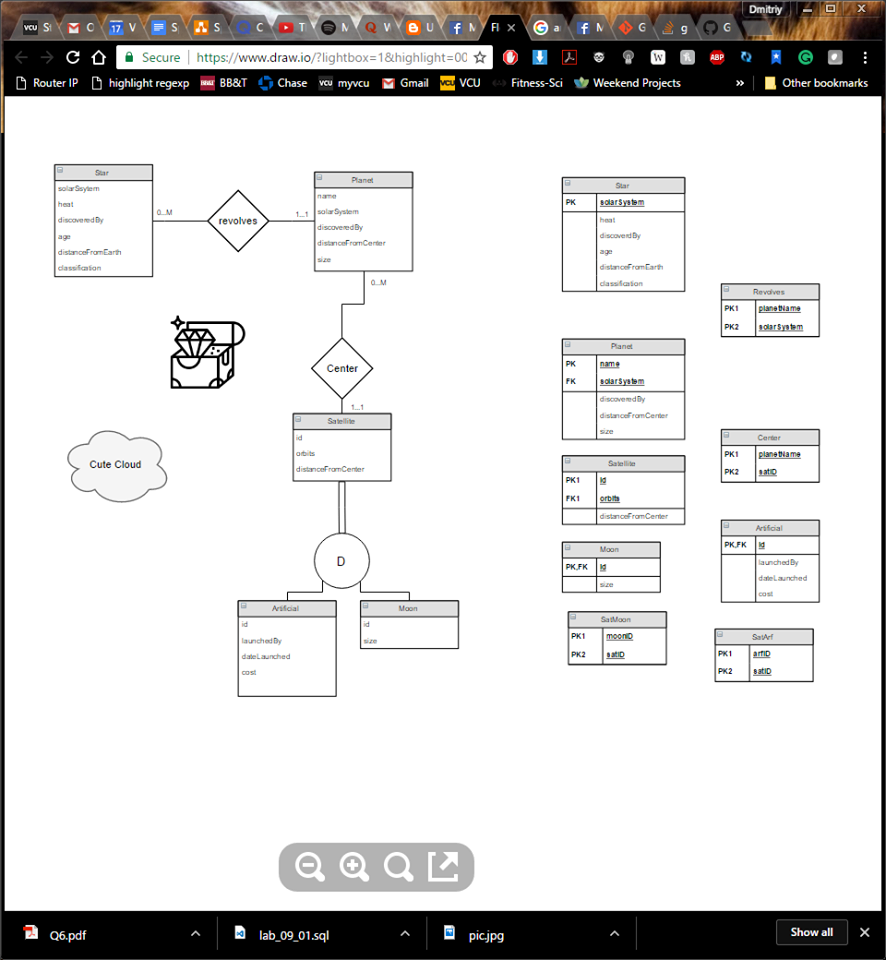 Dmitriy
VCU St
M C
17 V
S
S
C
T
M
Q W
U
M
Fl
a
M
G
g
G
Secure | https://www.draw.io/?lightbox=1&highlight=00
Router IP highlight regexp BB&T Chase myvcu Gmail VCU Fitness-Sci Weekend Projects » Other bookmarks
Star
solarSsytem
heat
discoveredBy
age
distanceFromEarth
classification
0...M
revolves
1...1
Planet
name
solarSystem
discoveredBy
distanceFromCenter
size
0...M
Center
1...1
Satellite
id
orbits
distanceFromCenter
D
Artificial
id
launchedBy
dateLaunched
cost
Moon
id
size
Cute Cloud
Star
PK solarSystem
heat
discoverdBy
age
distanceFromEarth
classification
Revolves
PK1 planetName
PK2 solarSystem
Planet
PK name
FK solarSystem
discoveredBy
distanceFromCenter
size
Center
PK1 planetName
PK2 satID
Satellite
PK1 id
FK1 orbits
distanceFromCenter
Artificial
PK,FK id
launchedBy
dateLaunched
cost
Moon
PK,FK id
size
SatMoon
PK1 moonID
PK2 satID
SatArf
PK1 arfID
PK2 satID
Q6.pdf
lab_09_01.sql
pic.jpg
Show all